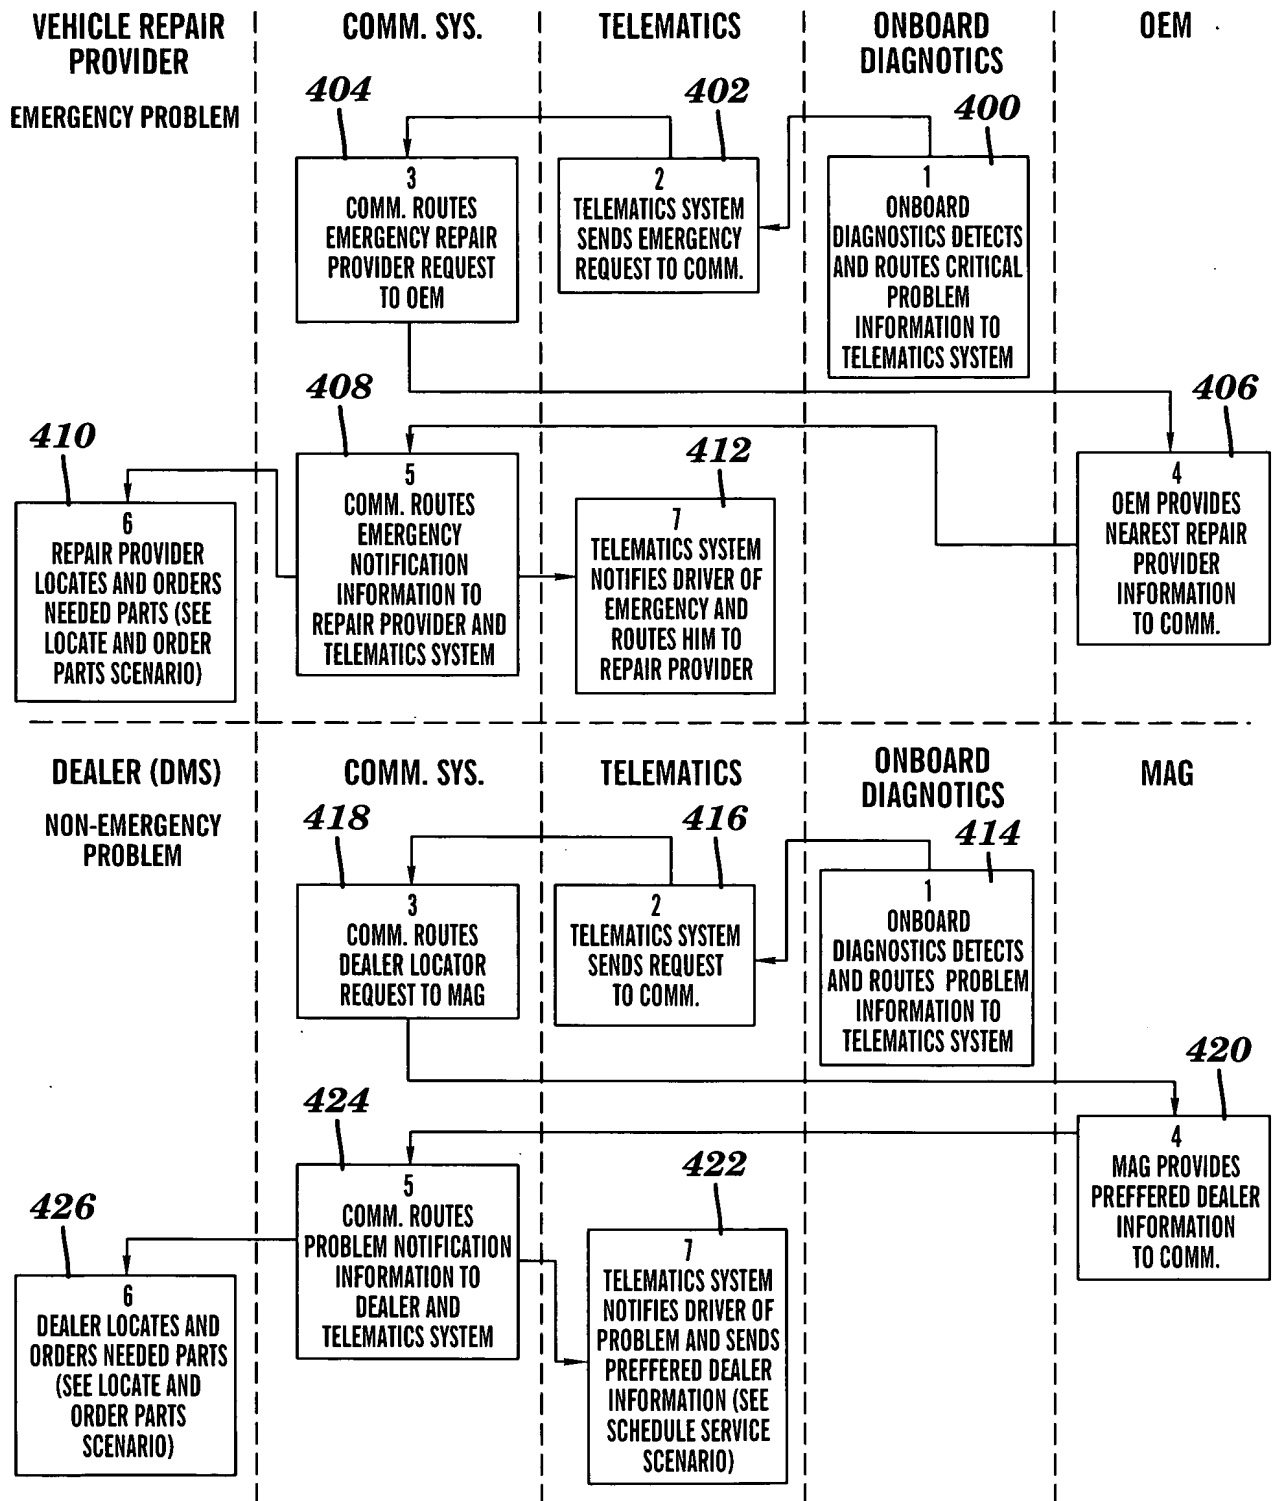 VEHICLE REPAIR
PROVIDER
COMM. SYS.
TELEMATICS
ONBOARD
DIAGNOSTICS
OEM
EMERGENCY PROBLEM
404
3
COMM. ROUTES
EMERGENCY REPAIR
PROVIDER REQUEST
TO OEM
402
2
TELEMATICS SYSTEM
SENDS EMERGENCY
REQUEST TO COMM.
400
1
ONBOARD
DIAGNOSTICS DETECTS
AND ROUTES CRITICAL
PROBLEM
INFORMATION TO
TELEMATICS SYSTEM
410
6
REPAIR PROVIDER
LOCATES AND ORDERS
NEEDED PARTS (SEE
LOCATE AND ORDER
PARTS SCENARIO)
408
5
COMM. ROUTES
EMERGENCY
NOTIFICATION
INFORMATION TO
REPAIR PROVIDER AND
TELEMATICS SYSTEM
412
7
TELEMATICS SYSTEM
NOTIFIES DRIVER OF
EMERGENCY AND
ROUTES HIM TO
REPAIR PROVIDER
406
4
OEM PROVIDES
NEAREST REPAIR
PROVIDER
INFORMATION
TO COMM.
DEALER (DMS)
COMM. SYS.
TELEMATICS
ONBOARD
DIAGNOSTICS
MAG
NON-EMERGENCY
PROBLEM
418
3
COMM. ROUTES
DEALER LOCATOR
REQUEST TO MAG
416
2
TELEMATICS SYSTEM
SENDS REQUEST
TO COMM.
414
1
ONBOARD
DIAGNOSTICS DETECTS
AND ROUTES PROBLEM
INFORMATION TO
TELEMATICS SYSTEM
426
6
DEALER LOCATES AND
ORDERS NEEDED PARTS
(SEE LOCATE AND
ORDER PARTS
SCENARIO)
424
5
COMM. ROUTES
PROBLEM NOTIFICATION
INFORMATION TO
DEALER AND
TELEMATICS SYSTEM
422
7
TELEMATICS SYSTEM
NOTIFIES DRIVER OF
PROBLEM AND SENDS
PREFFERED DEALER
INFORMATION (SEE
SCHEDULE SERVICE
SCENARIO)
420
4
MAG PROVIDES
PREFFERED DEALER
INFORMATION
TO COMM.